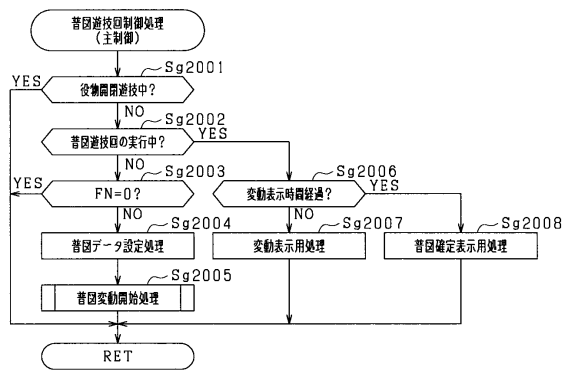 普図遊技回制御処理
(主制御)
Sg2001
YES
役物開閉遊技中?
NO
Sg2002
普図遊技回の実行中?
YES
NO
Sg2003
Sg2006
YES
FN=0?
変動表示時間経過?
YES
NO
Sg2004
NO
Sg2007
Sg2008
普図データ設定処理
変動表示用処理
普図確定表示用処理
Sg2005
普図変動開始処理
RET